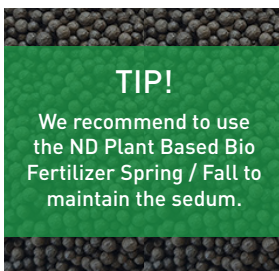 TIP!
We recommend to use
the ND Plant Based Bio
Fertilizer Spring / Fall to
maintain the sedum.